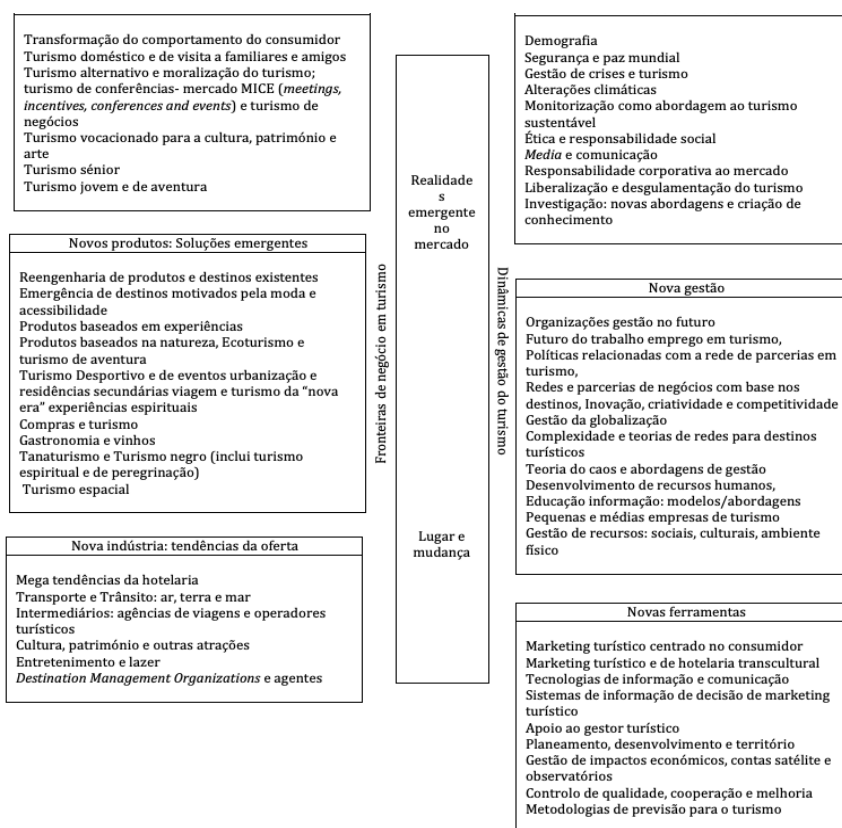 Transformação do comportamento do consumidor
Turismo doméstico e de visita a familiares e amigos
Turismo alternativo e moralização do turismo;
turismo de conferências- mercado MICE (meetings,
incentives, conferences and events) e turismo de
negócios
Turismo vocacionado para a cultura, património e
arte
Turismo sénior
Turismo jovem e de aventura
Novos produtos: Soluções emergentes
Reengenharia de produtos e destinos existentes
Emergência de destinos motivados pela moda e
acessibilidade
Produtos baseados em experiências
Produtos baseados na natureza, Ecoturismo e
turismo de aventura
Turismo Desportivo e de eventos urbanização e
residências secundárias viagem e turismo da “nova
era” experiências espirituais
Compras e turismo
Gastronomia e vinhos
Tanaturismo e Turismo negro (inclui turismo
espiritual e de peregrinação)
Turismo espacial
Nova indústria: tendências da oferta
Mega tendências da hotelaria
Transporte e Trânsito: ar, terra e mar
Intermediários: agências de viagens e operadores
turísticos
Cultura, património e outras atrações
Entretenimento e lazer
Destination Management Organizations e agentes
Fronteiras de negócio em turismo
Realidade
s
emergente
no
mercado
Lugar e
mudança
Dinâmicas de gestão do turismo
Demografia
Segurança e paz mundial
Gestão de crises e turismo
Alterações climáticas
Monitorização como abordagem ao turismo
sustentável
Ética e responsabilidade social
Media e comunicação
Responsabilidade corporativa ao mercado
Liberalização e desgulamentação do turismo
Investigação: novas abordagens e criação de
conhecimento
Nova gestão
Organizações gestão no futuro
Futuro do trabalho emprego em turismo,
Políticas relacionadas com a rede de parcerias em
turismo,
Redes e parcerias de negócios com base nos
destinos, Inovação, criatividade e competitividade
Gestão da globalização
Complexidade e teorias de redes para destinos
turísticos
Teoria do caos e abordagens de gestão
Desenvolvimento de recursos humanos,
Educação informação: modelos/abordagens
Pequenas e médias empresas de turismo
Gestão de recursos: sociais, culturais, ambiente
físico
Novas ferramentas
Marketing turístico centrado no consumidor
Marketing turístico e de hotelaria transcultural
Tecnologias de informação e comunicação
Sistemas de informação de decisão de marketing
turístico
Apoio ao gestor turístico
Planeamento, desenvolvimento e território
Gestão de impactos económicos, contas satélite e
observatórios
Controlo de qualidade, cooperação e melhoria
Metodologias de previsão para o turismo